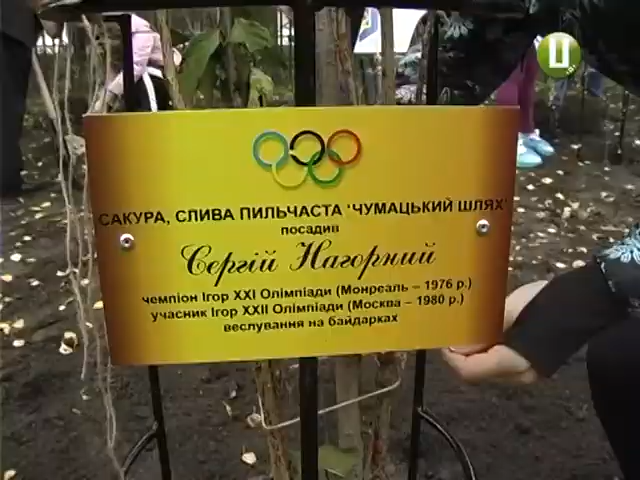 Ц
САКУРА, СЛИВА ПИЛЬЧАСТА 'ЧУМАЦЬКИЙ ШЛЯХ'
посадив
Сергій Нагорний
чемпіон Ігор XXI Олімпіади (Монреаль – 1976 р.)
учасник Ігор XXII Олімпіади (Москва – 1980 р.)
веслування на байдарках